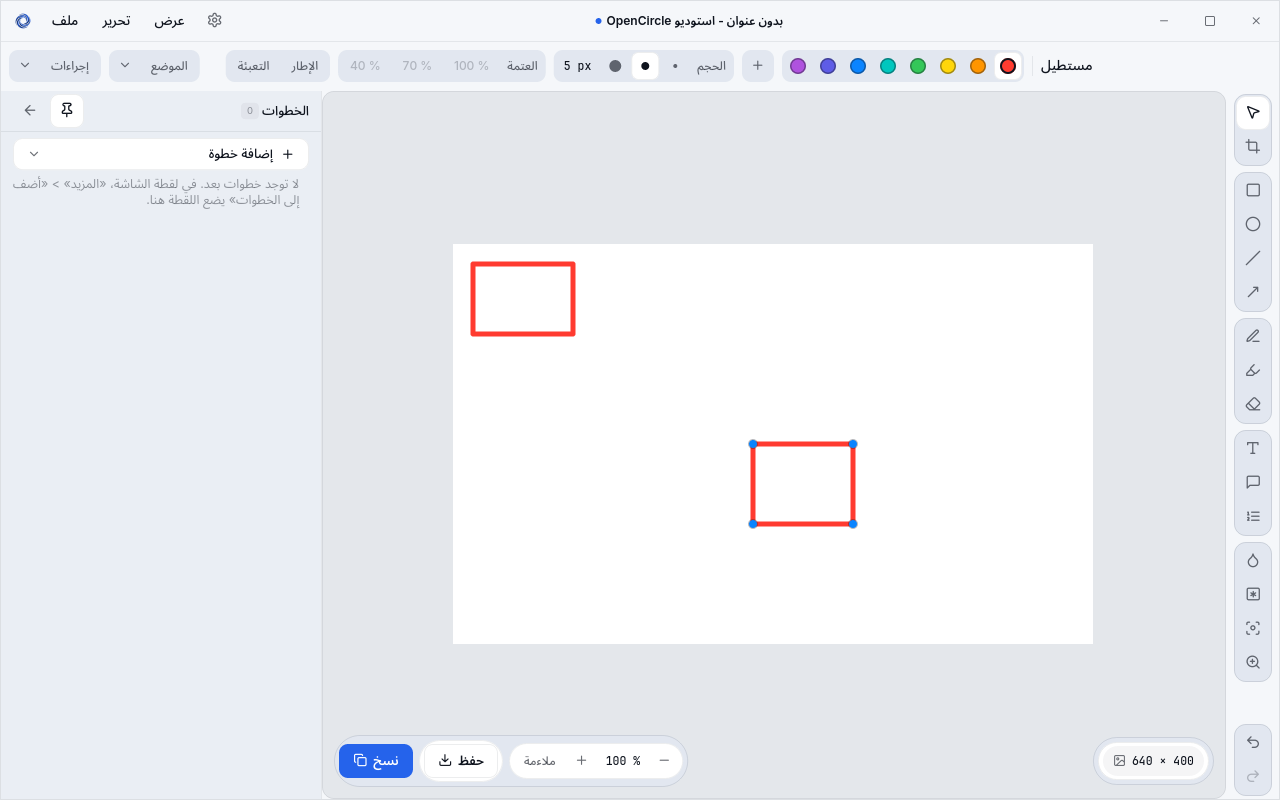 بدون عنوان - استوديو OpenCircle
عرض
تحرير
ملف
مستطيل
الحجم
5 px
العتمة
100 %
70 %
40 %
الإطار
التعبئة
الموضع
إجراءات
الخطوات
0
إضافة خطوة
لا توجد خطوات بعد. في لقطة الشاشة، «المزيد» > «أضف
إلى الخطوات» يضع اللقطة هنا.
640 × 400
100 %
ملاءمة
حفظ
نسخ